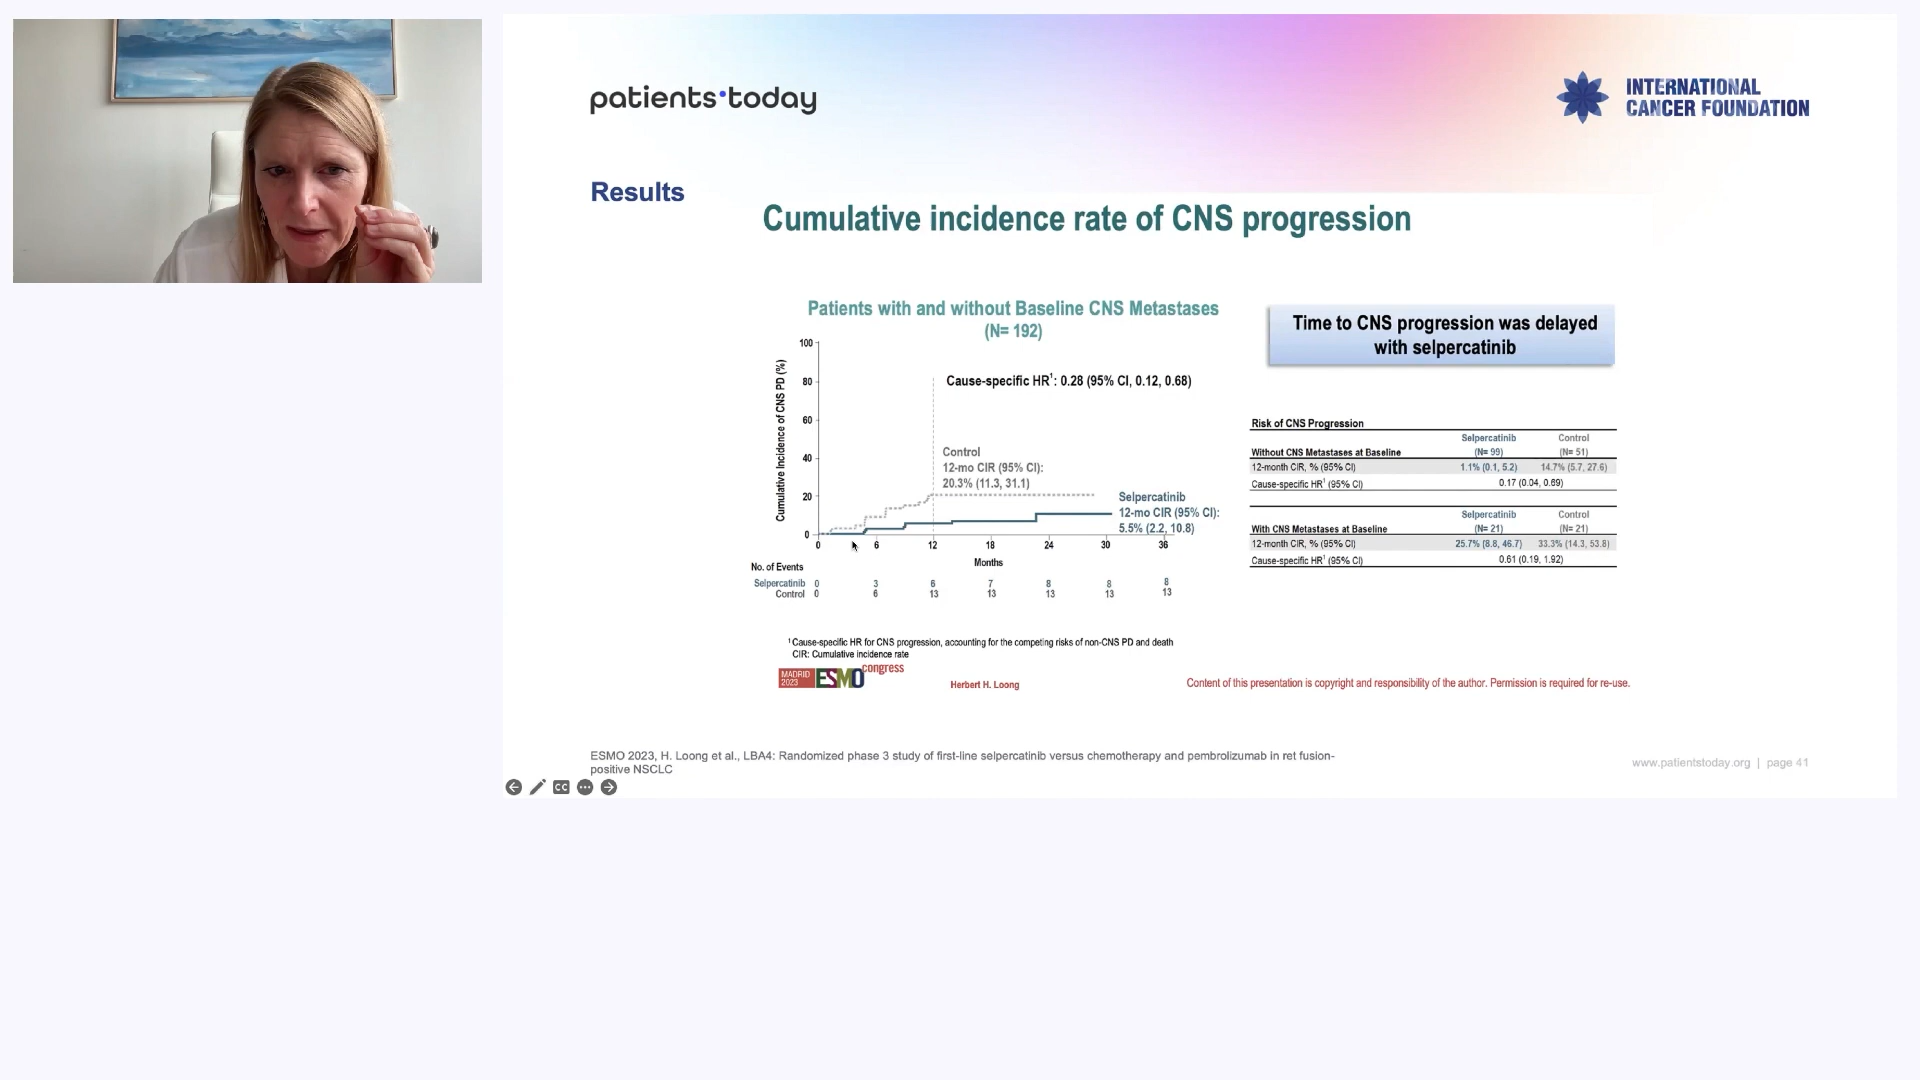 patients•today
INTERNATIONAL
CANCER FOUNDATION
Results
Cumulative incidence rate of CNS progression
Patients with and without Baseline CNS Metastases
(N= 192)
Cumulative Incidence of CNS PD (%)
100
80
60
40
20
0
Cause-specific HR¹: 0.28 (95% CI, 0.12, 0.68)
Control
12-mo CIR (95% CI):
20.3% (11.3, 31.1)
Selpercatinib
12-mo CIR (95% CI):
5.5% (2.2, 10.8)
0 6 12 18 24 30 36
Months
No. of Events
Selpercatinib 0 3 6 7 8 8 8
Control 0 6 13 13 13 13 13
Time to CNS progression was delayed
with selpercatinib
Risk of CNS Progression
Selpercatinib Control
Without CNS Metastases at Baseline (N= 99) (N= 51)
12-month CIR, % (95% CI) 1.1% (0.1, 5.2) 14.7% (5.7, 27.6)
Cause-specific HR¹ (95% CI) 0.17 (0.04, 0.69)
Selpercatinib Control
With CNS Metastases at Baseline (N= 21) (N= 21)
12-month CIR, % (95% CI) 25.7% (8.8, 46.7) 33.3% (14.3, 53.8)
Cause-specific HR¹ (95% CI) 0.61 (0.19, 1.92)
¹ Cause-specific HR for CNS progression, accounting for the competing risks of non-CNS PD and death
CIR: Cumulative incidence rate
MADRID
2023
ESMO congress
Herbert H. Loong
Content of this presentation is copyright and responsibility of the author. Permission is required for re-use.
ESMO 2023, H. Loong et al., LBA4: Randomized phase 3 study of first-line selpercatinib versus chemotherapy and pembrolizumab in ret fusion-
positive NSCLC
www.patientstoday.org | page 41
CC